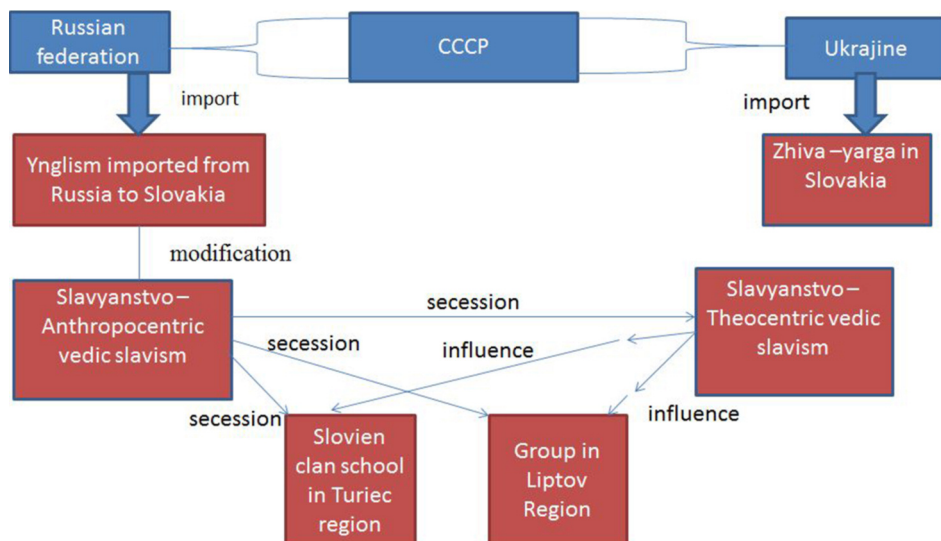 Russian
federation
CCCP
Ukrajine
import
import
Ynglism imported from
Russia to Slovakia
Zhiva –yarga in
Slovakia
modification
Slavyanstvo –
Anthropocentric
vedic slavism
secession
Slavyanstvo –
Theocentric vedic
slavism
secession
influence
secession
influence
Slovien
clan school
in Turiec
region
Group in
Liptov
Region